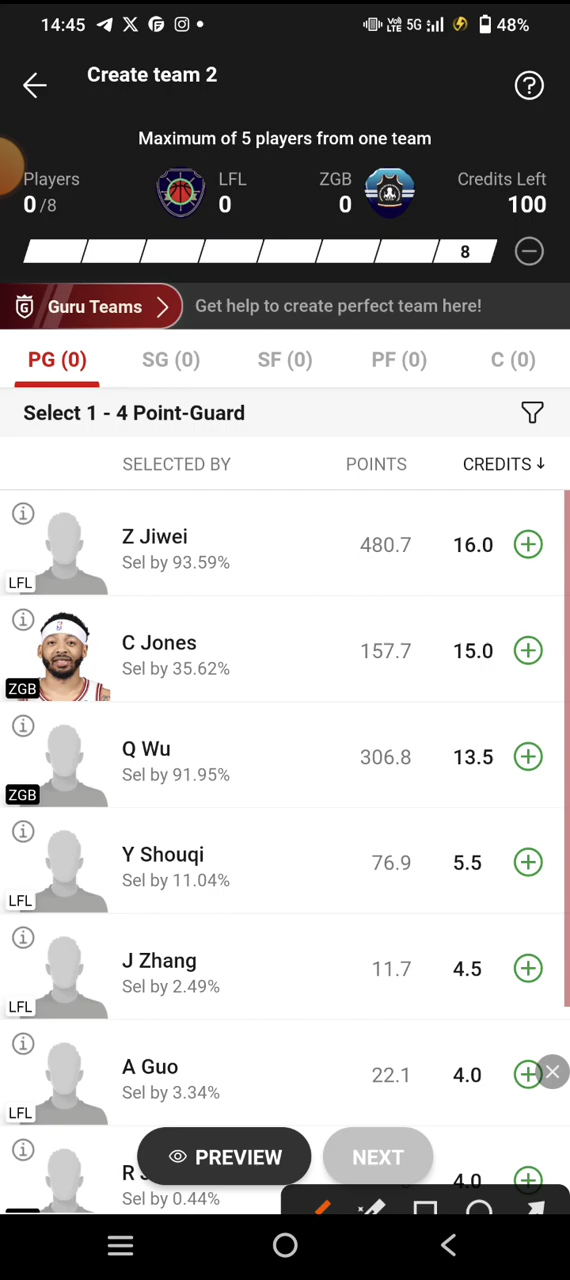 14:45 VoI) LTE 5G 48%
Create team 2
?
Maximum of 5 players from one team
Players LFL ZGB Credits Left
0 /8 0 0 100
8
Guru Teams Get help to create perfect team here!
PG (0) SG (0) SF (0) PF (0) C (0)
Select 1 - 4 Point-Guard
SELECTED BY POINTS CREDITS
Z Jiwei 480.7 16.0
Sel by 93.59%
LFL
C Jones 157.7 15.0
Sel by 35.62%
ZGB
Q Wu 306.8 13.5
Sel by 91.95%
ZGB
Y Shouqi 76.9 5.5
Sel by 11.04%
LFL
J Zhang 11.7 4.5
Sel by 2.49%
LFL
A Guo 22.1 4.0
Sel by 3.34%
LFL
PREVIEW NEXT
R 4.0
Sel by 0.44%